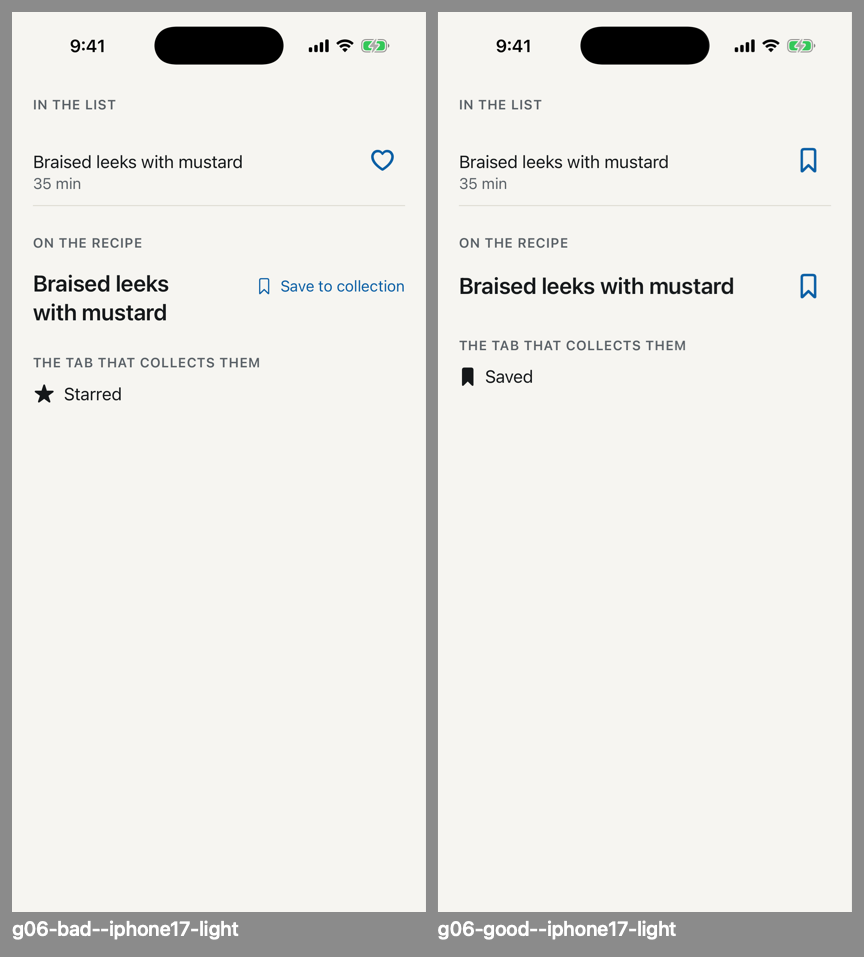 9:41
IN THE LIST
Braised leeks with mustard
35 min
ON THE RECIPE
Braised leeks
with mustard
Save to collection
THE TAB THAT COLLECTS THEM
Starred
g06-bad--iphone17-light
9:41
IN THE LIST
Braised leeks with mustard
35 min
ON THE RECIPE
Braised leeks with mustard
THE TAB THAT COLLECTS THEM
Saved
g06-good--iphone17-light